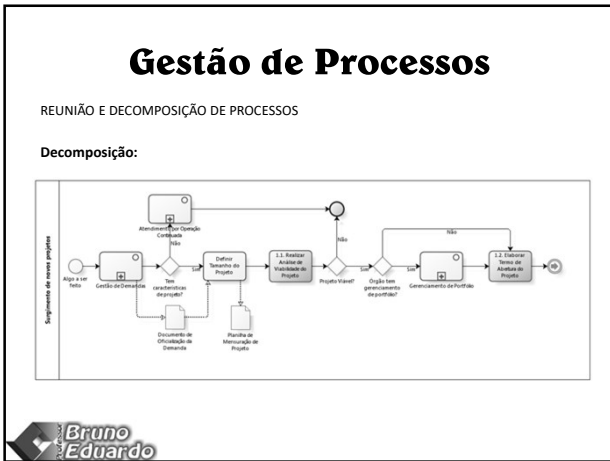 Gestão de Processos
REUNIÃO E DECOMPOSIÇÃO DE PROCESSOS
Decomposição:
Surgimento de novos projetos
Algo a ser
feito
Gestão de Demandas
Atendimento por Operação
Continuada
Não
Tem
características
de projeto?
Sim
Definir
Tamanho do
Projeto
Documento de
Oficialização da
Demanda
Planilha de
Mensuração de
Projeto
1.1. Realizar
Análise de
Viabilidade do
Projeto
Não
Projeto Viável?
Sim
Órgão tem
gerenciamento
de portfólio?
Não
Sim
Gerenciamento de Portfólio
1.2. Elaborar
Termo de
Abertura do
Projeto
Professor
Bruno
Eduardo